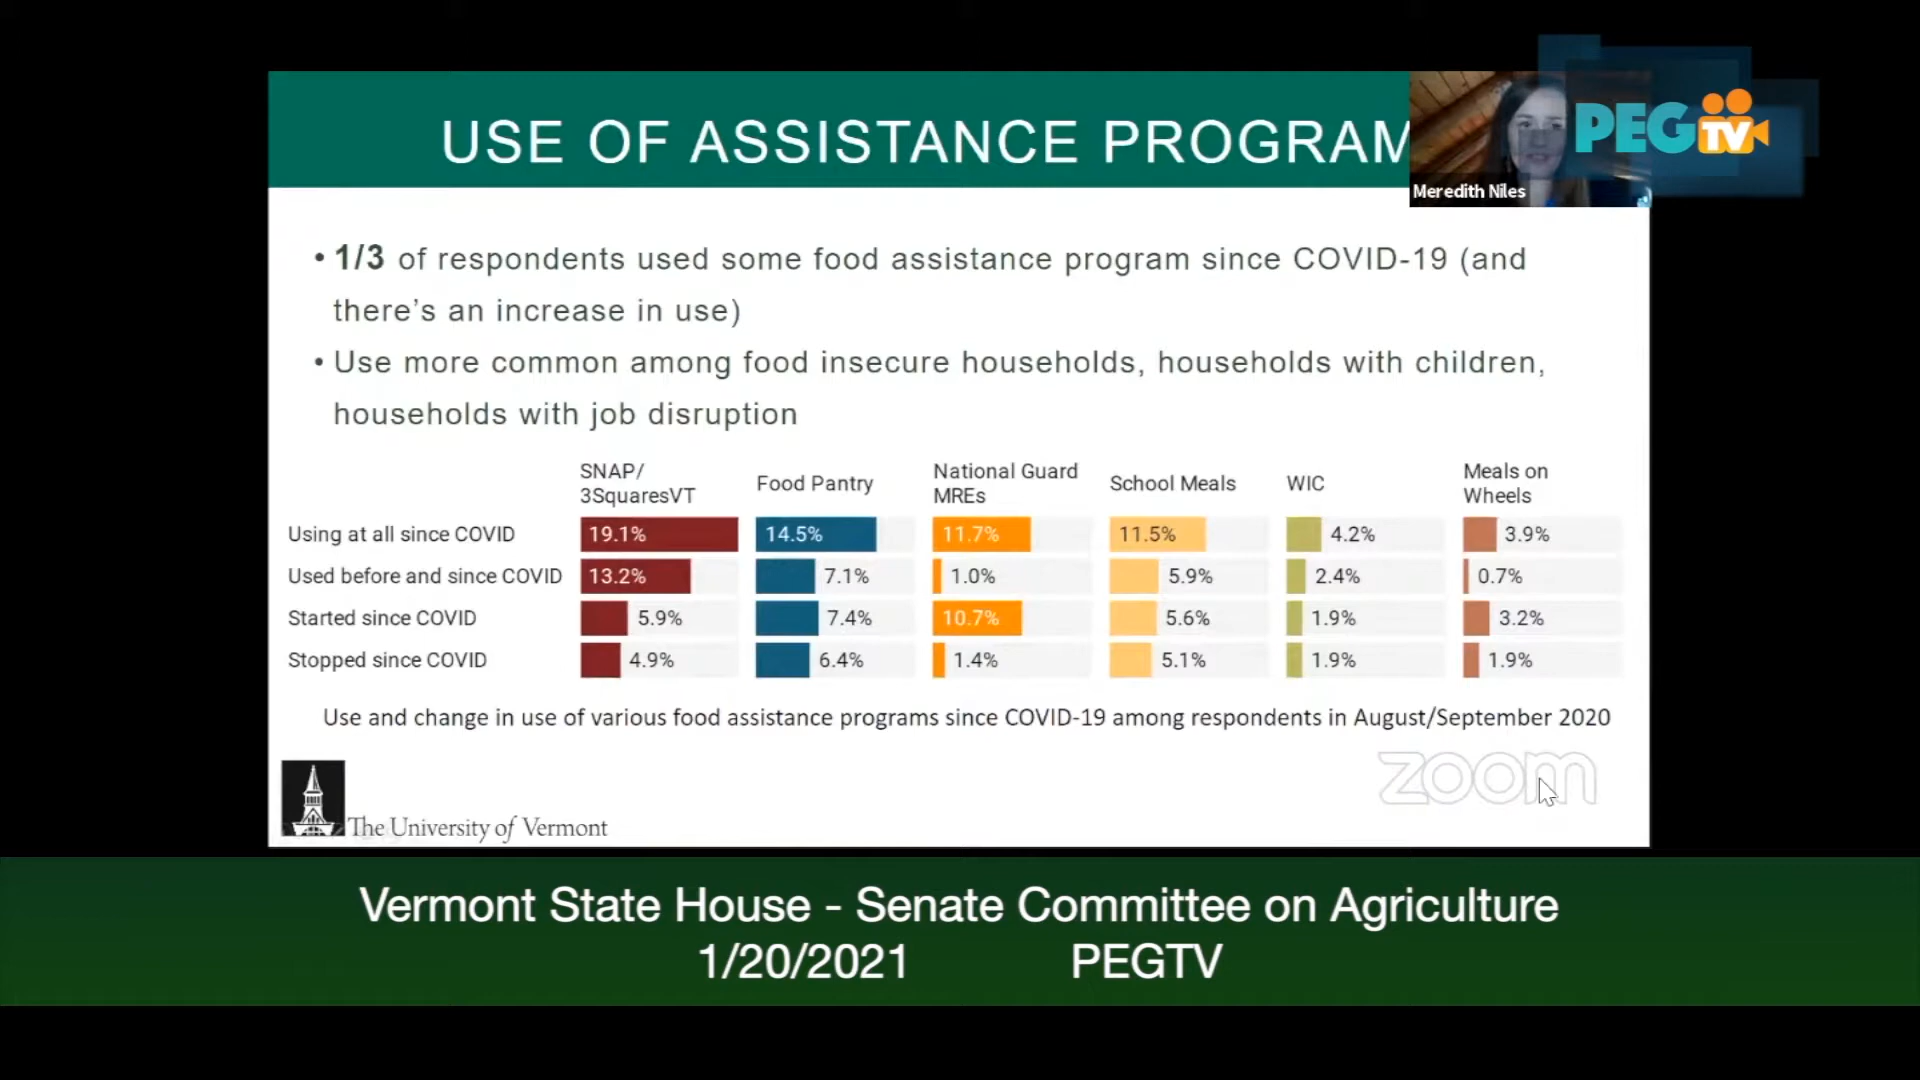 USE OF ASSISTANCE PROGRAM
PEGTV
Meredith Niles
• 1/3 of respondents used some food assistance program since COVID-19 (and
there's an increase in use)
• Use more common among food insecure households, households with children,
households with job disruption
SNAP/
3SquaresVT
Food Pantry
National Guard
MREs
School Meals
WIC
Meals on
Wheels
Using at all since COVID 19.1% 14.5% 11.7% 11.5% 4.2% 3.9%
Used before and since COVID 13.2% 7.1% 1.0% 5.9% 2.4% 0.7%
Started since COVID 5.9% 7.4% 10.7% 5.6% 1.9% 3.2%
Stopped since COVID 4.9% 6.4% 1.4% 5.1% 1.9% 1.9%
Use and change in use of various food assistance programs since COVID-19 among respondents in August/September 2020
zoom
The University of Vermont
Vermont State House - Senate Committee on Agriculture
1/20/2021 PEGTV